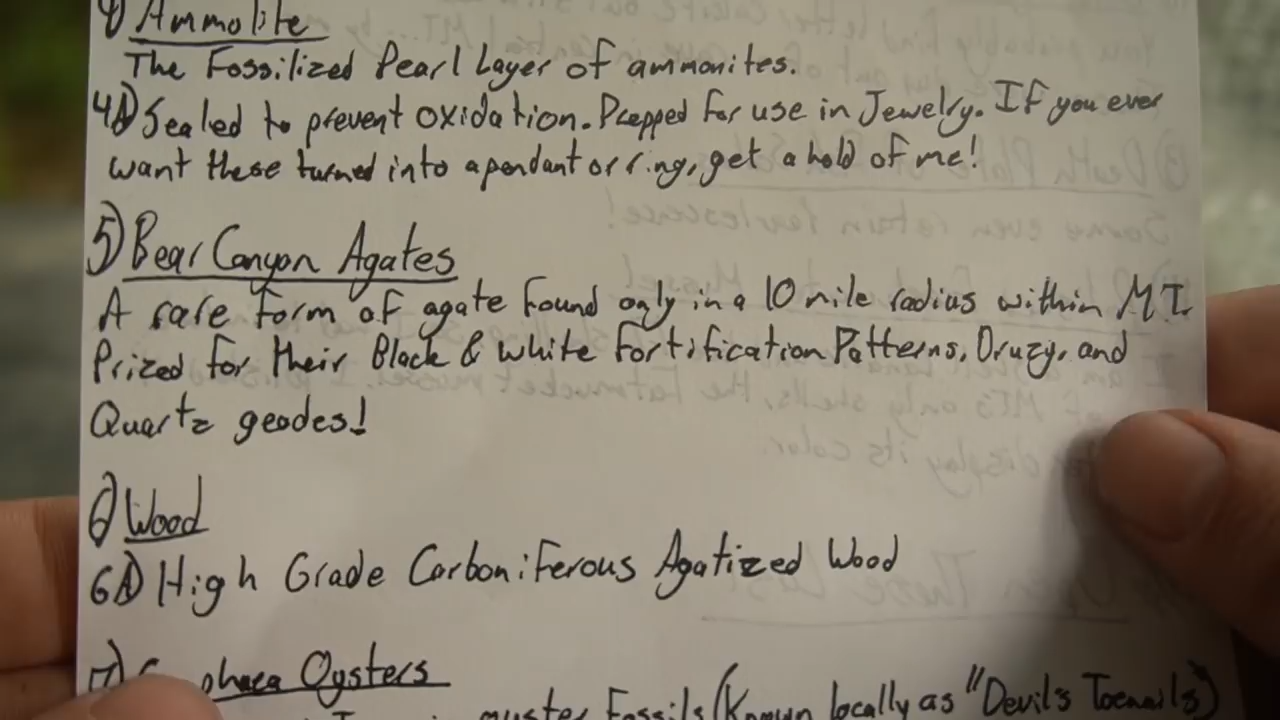 4) Ammolite
The Fossilized Pearl Layer of ammonites.
4A) Sealed to prevent oxidation. Prepped for use in Jewelry. If you ever
want these turned into a pendant or ring, get a hold of me!
5) Bear Canyon Agates
A rare form of agate found only in a 10 mile radius within MT.
Prized for their Black & White Fortification Patterns, Druzy, and
Quartz geodes!
6) Wood
6A) High Grade Carboniferous Agatized Wood
7) Oysters
Fossils (Known locally as "Devils Toenails")